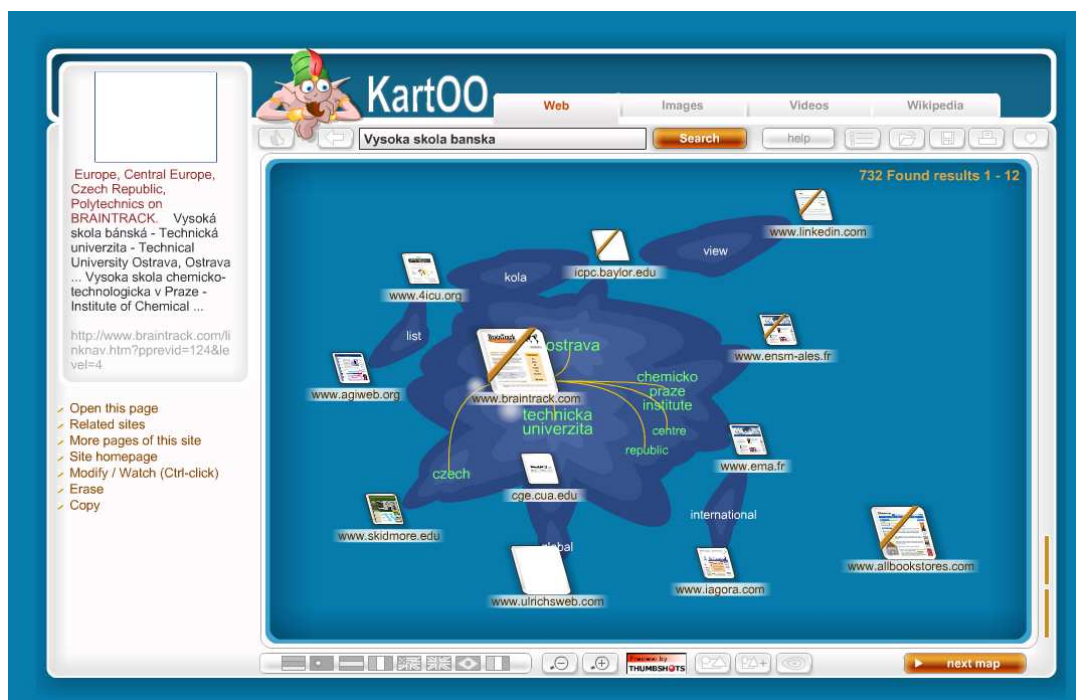 KartOO
Web
Images
Videos
Wikipedia
Vysoka skola banska
Search
help
Europe, Central Europe,
Czech Republic,
Polytechnics on
BRAINTRACK. Vysoká
skola bánská - Technická
univerzita - Technical
University Ostrava, Ostrava
... Vysoka skola chemicko-
technologicka v Praze -
Institute of Chemical ...
http://www.braintrack.com/li
nknav.htm?pprevid=124&le
vel=4
Open this page
Related sites
More pages of this site
Site homepage
Modify / Watch (Ctrl-click)
Erase
Copy
732 Found results 1 - 12
www.linkedin.com
view
icpc.baylor.edu
kola
www.4icu.org
list
ostrava
www.ensm-ales.fr
www.agiweb.org
www.braintrack.com
chemicko
praze
institute
technicka
univerzita
centre
republic
www.ema.fr
czech
cge.cua.edu
international
www.skidmore.edu
global
www.allbookstores.com
www.iagora.com
www.ulrichsweb.com
THUMBSHOTS
next map